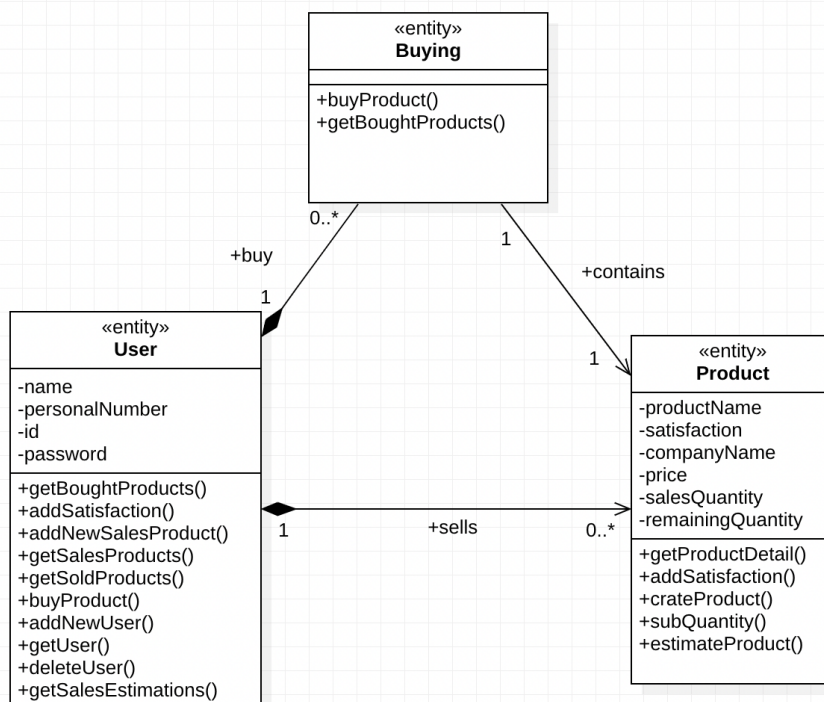 «entity»
Buying
+buyProduct()
+getBoughtProducts()
0..*
1
+buy
+contains
1
1
«entity»
User
-name
-personalNumber
-id
-password
+getBoughtProducts()
+addSatisfaction()
+addNewSalesProduct()
+getSalesProducts()
+getSoldProducts()
+buyProduct()
+addNewUser()
+getUser()
+deleteUser()
+getSalesEstimations()
1
+sells
0..*
«entity»
Product
-productName
-satisfaction
-companyName
-price
-salesQuantity
-remainingQuantity
+getProductDetail()
+addSatisfaction()
+crateProduct()
+subQuantity()
+estimateProduct()